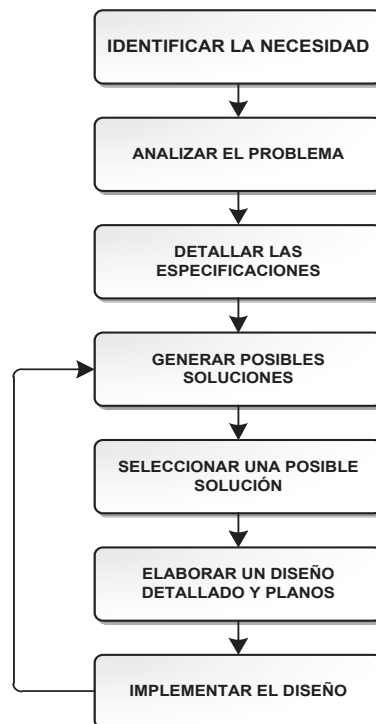 IDENTIFICAR LA NECESIDAD
ANALIZAR EL PROBLEMA
DETALLAR LAS
ESPECIFICACIONES
GENERAR POSIBLES
SOLUCIONES
SELECCIONAR UNA POSIBLE
SOLUCIÓN
ELABORAR UN DISEÑO
DETALLADO Y PLANOS
IMPLEMENTAR EL DISEÑO